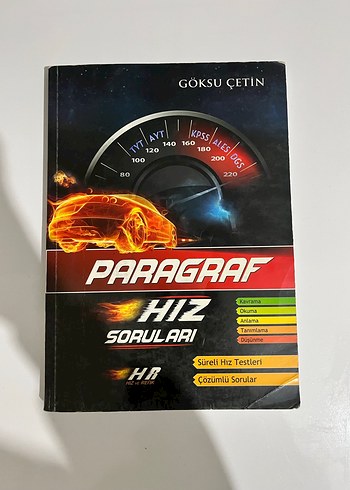 GÖKSU ÇETİN
TYT AYT KPSS ALES DGS
80 100 120 140 160 180 200 220
PARAGRAF
HIZ
SORULARI
Kavrama
Okuma
Anlama
Tanımlama
Düşünme
Süreli Hız Testleri
Çözümlü Sorular
HR